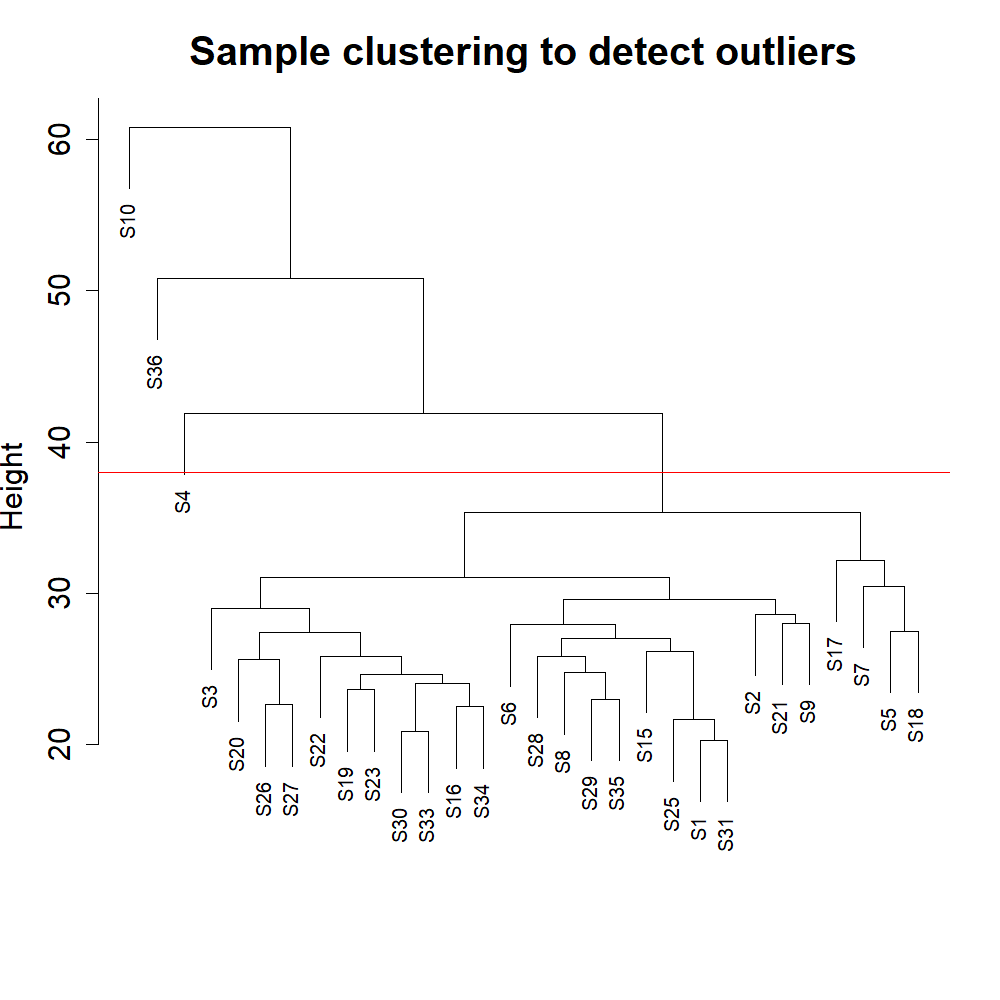 Sample clustering to detect outliers
Height
60
50
40
30
20
S10
S36
S4
S3
S20
S26
S27
S22
S19
S23
S30
S33
S16
S34
S6
S28
S8
S29
S35
S15
S25
S1
S31
S2
S21
S9
S17
S7
S5
S18